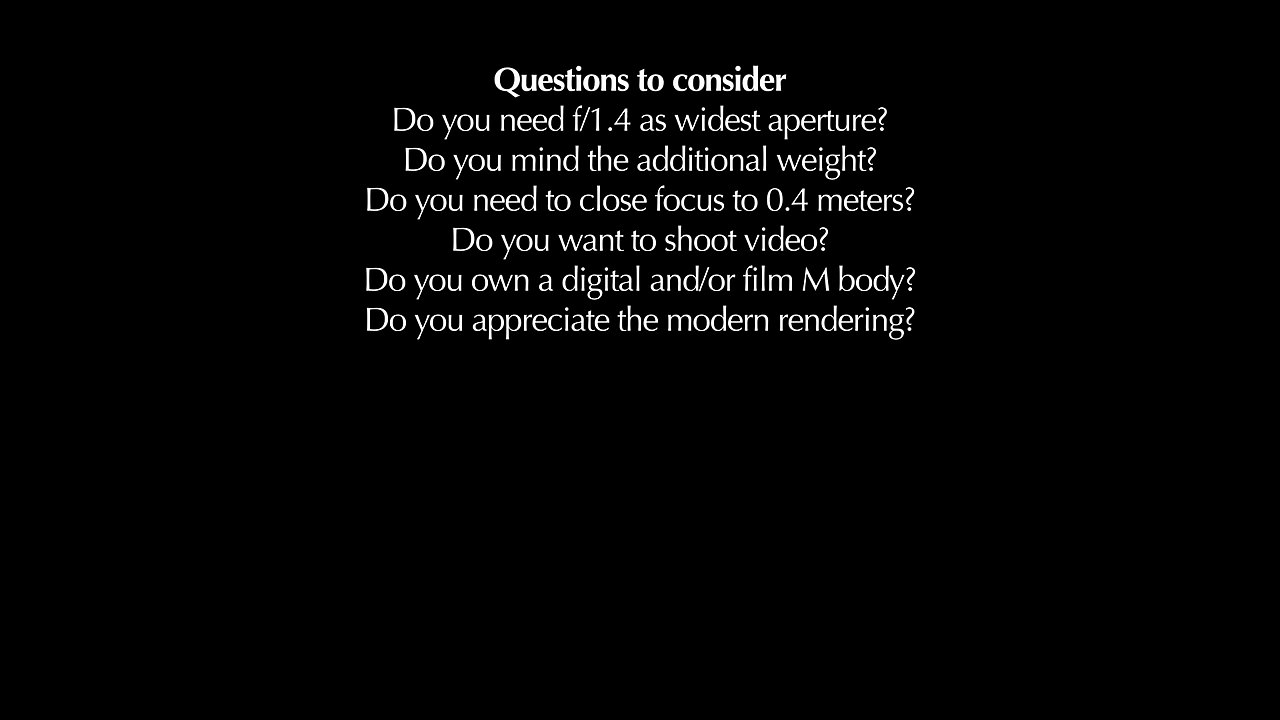 Questions to consider
Do you need f/1.4 as widest aperture?
Do you mind the additional weight?
Do you need to close focus to 0.4 meters?
Do you want to shoot video?
Do you own a digital and/or film M body?
Do you appreciate the modern rendering?